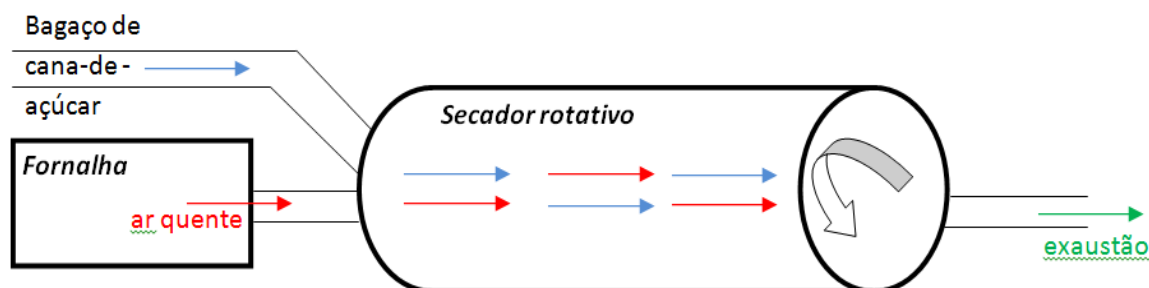 Bagaço de
cana-de -
açúcar
Secador rotativo
Fornalha
ar quente
exaustão